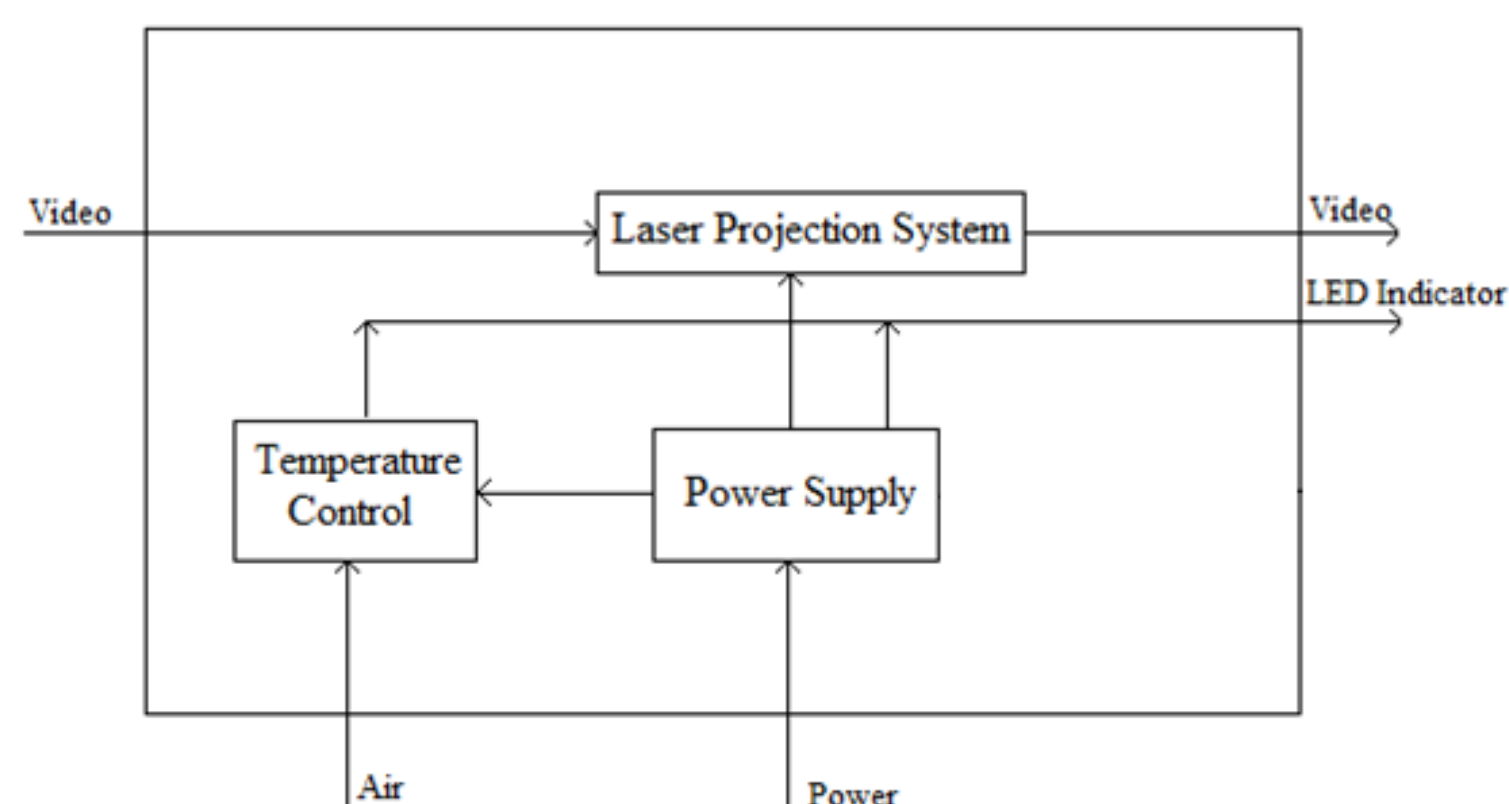 Video
Laser Projection System
Video
LED Indicator
Temperature
Control
Power Supply
Air
Power